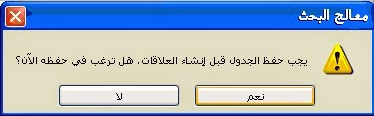 معالج البحث
يجب حفظ الجدول قبل إنشاء العلاقات. هل ترغب في حفظه الآن؟
نعم
لا